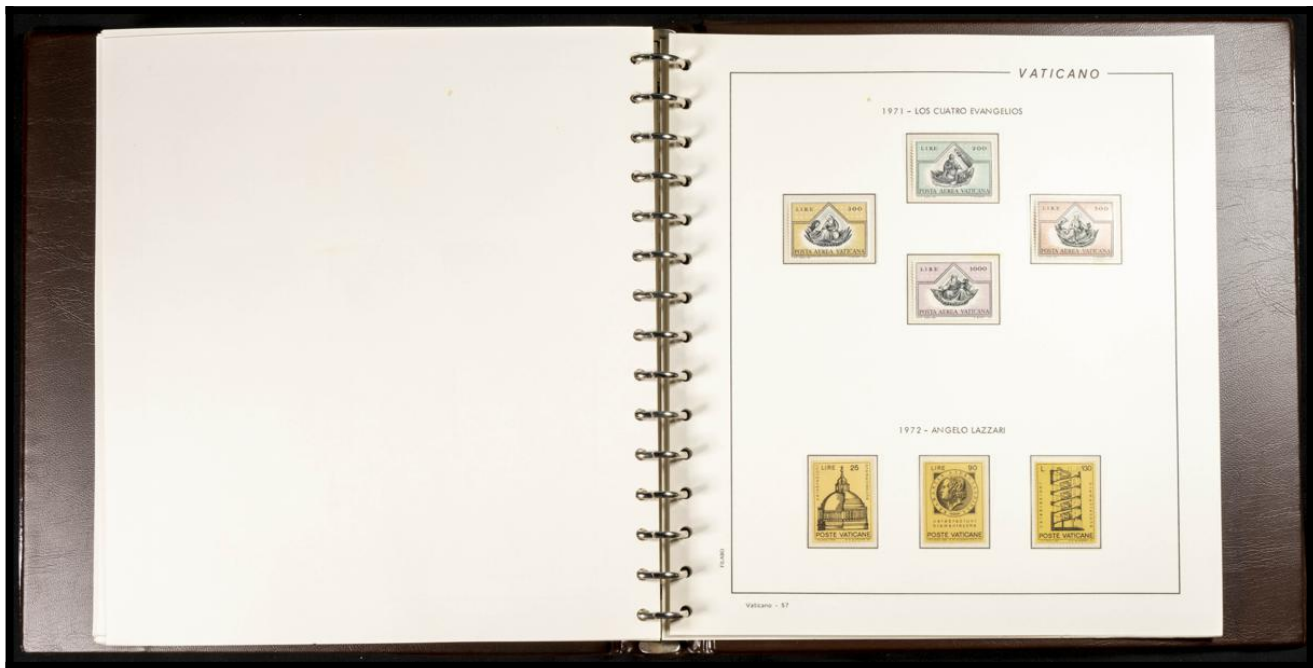 VATICANO
1971 - LOS CUATRO EVANGELIOS
LIRE 200
POSTA AEREA VATICANA
LIRE 300
POSTA AEREA VATICANA
LIRE 500
POSTA AEREA VATICANA
LIRE 1000
POSTA AEREA VATICANA
1972 - ANGELO LAZZARI
LIRE 25
POSTE VATICANE
LIRE 90
POSTE VATICANE
L. 130
POSTE VATICANE
FILABO
Vaticano - 57